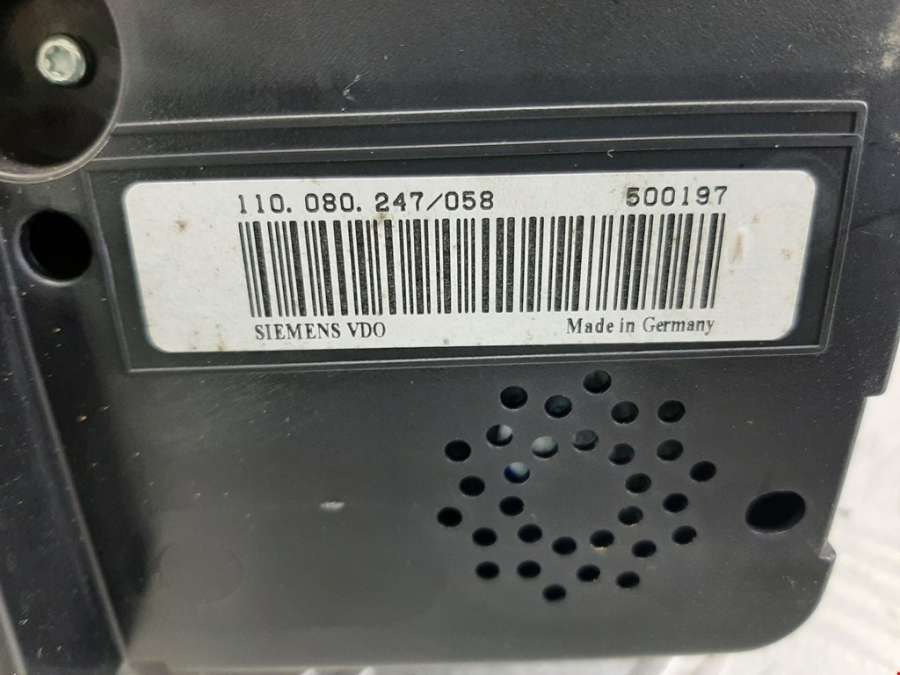 110.080.247/058 500197
SIEMENS VDO Made in Germany